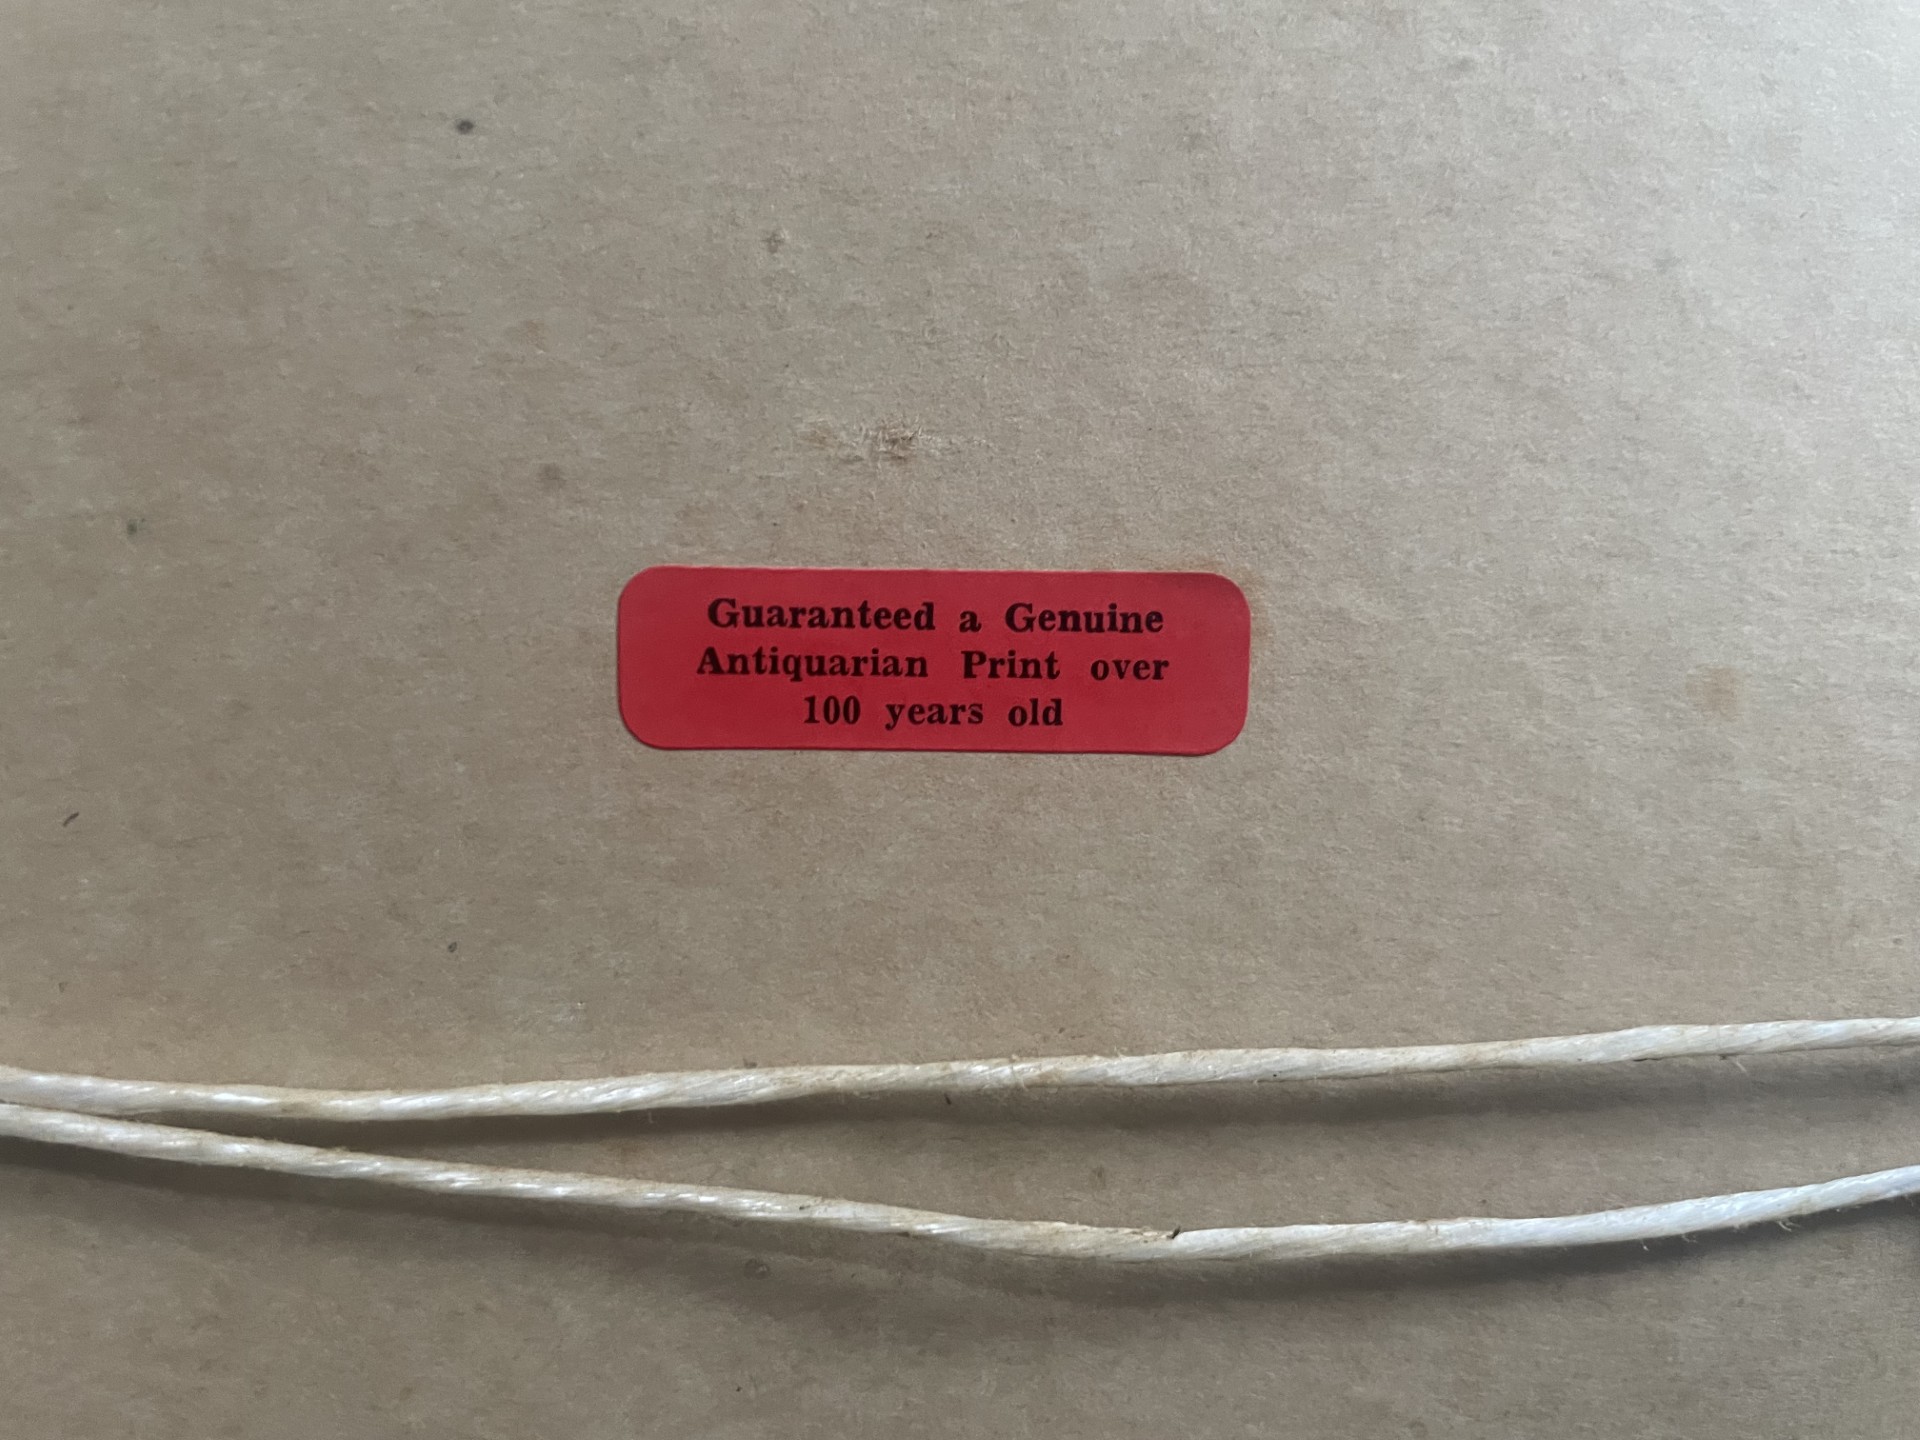 Guaranteed a Genuine
Antiquarian Print over
100 years old